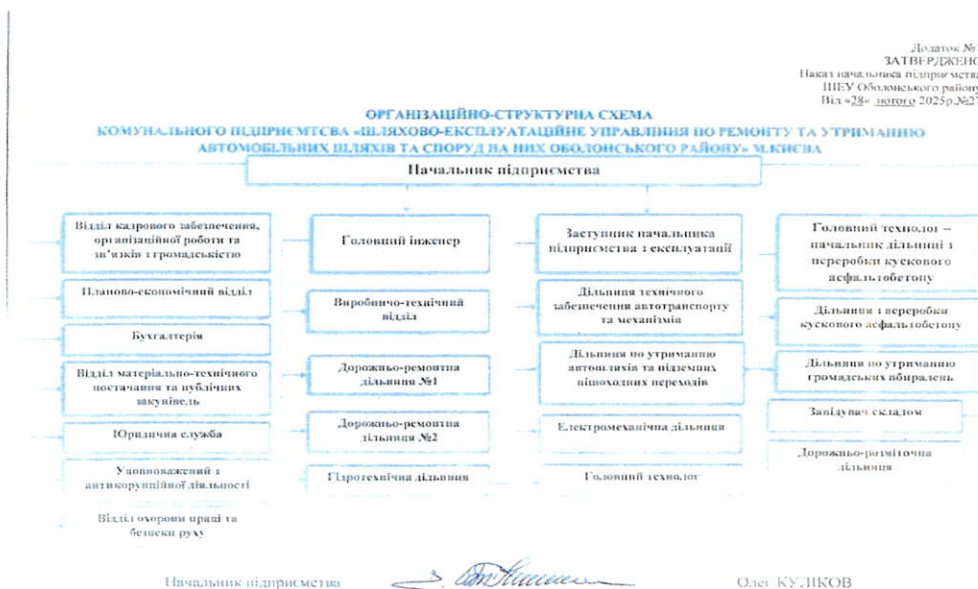 Додаток №
ЗАТВЕРДЖЕНО
Наказ начальника підприємства
ШЕУ Оболонського району
Від «28» лютого 2025р.№2
ОРГАНІЗАЦІЙНО-СТРУКТУРНА СХЕМА
КОМУНАЛЬНОГО ПІДПРИЄМТСВА «ШЛЯХОВО-ЕКСПЛУАТАЦІЙНЕ УПРАВЛІННЯ ПО РЕМОНТУ ТА УТРИМАННЮ
АВТОМОБІЛЬНИХ ШЛЯХІВ ТА СПОРУД НА НИХ ОБОЛОНСЬКОГО РАЙОНУ» М.КИЄВА
Начальник підприємства
Відділ кадрового забезпечення,
організаційної роботи та
зв'язків з громадськістю
Планово-економічний відділ
Бухгалтерія
Відділ матеріально-технічного
постачання та публічних
закупівель
Юридична служба
Уповноважений з
антикорупційної діяльності
Відділ охорони праці та
безпеки руху
Головний інженер
Виробничо-технічний
відділ
Дорожньо-ремонтна
дільниця №1
Дорожньо-ремонтна
дільниця №2
Гідротехнічна дільниця
Заступник начальника
підприємства з експлуатації
Дільниця технічного
забезпечення автотранспорту
та механізмів
Дільниця по утриманню
автошляхів та підземних
пішоходних переходів
Електромеханічна дільниця
Головний технолог
Головний технолог –
начальник дільниці з
переробки кускового
асфальтобетону
Дільниця з переробки
кускового асфальтобетону
Дільниця по утриманню
громадських вбиралень
Завідувач складом
Дорожньо-розміточна
дільниця
Начальник підприємства
Олег КУЛІКОВ